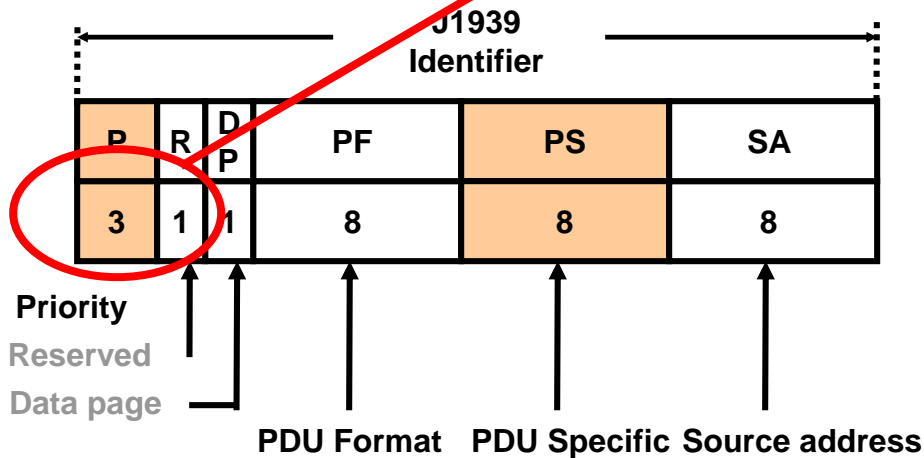 J1939
Identifier
P R DP PF PS SA
3 1 1 8 8 8
Priority
Reserved
Data page
PDU Format PDU Specific Source address